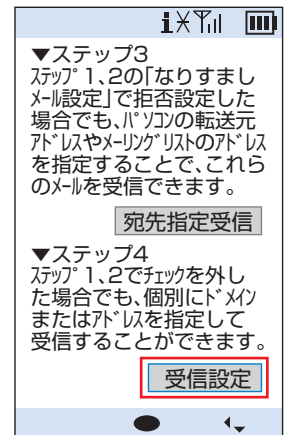 ▼ステップ3
ｽﾃｯﾌﾟ1、2の「なりすまし
ﾒｰﾙ設定」で拒否設定した
場合でも、ﾊﾟｿｺﾝの転送元
ｱﾄﾞﾚｽやﾒｰﾘﾝｸﾞﾘｽﾄのｱﾄﾞﾚｽ
を指定することで、これら
のﾒｰﾙを受信できます。
宛先指定受信
▼ステップ4
ｽﾃｯﾌﾟ1、2でﾁｪｯｸを外し
た場合でも、個別にﾄﾞﾒｲﾝ
またはｱﾄﾞﾚｽを指定して
受信することができます。
受信設定